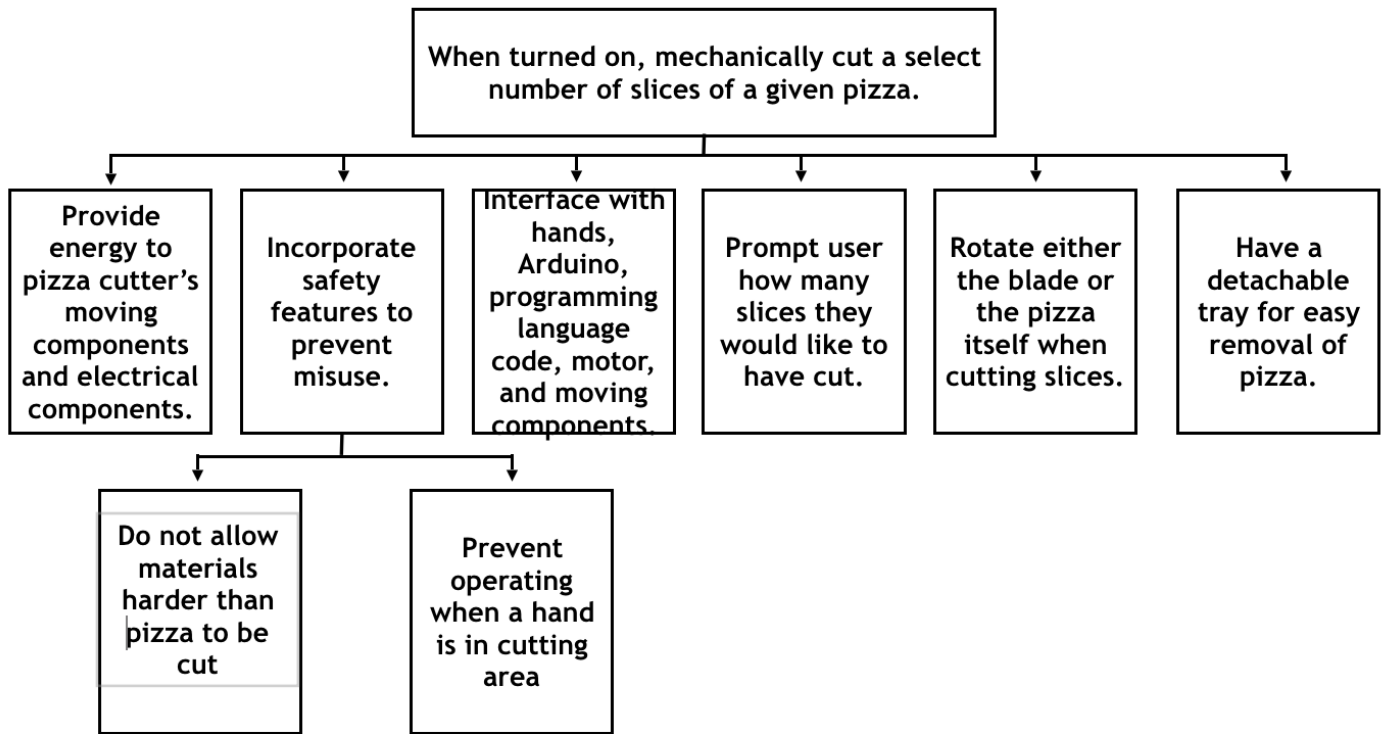 When turned on, mechanically cut a select
number of slices of a given pizza.
Provide
energy to
pizza cutter’s
moving
components
and electrical
components.
Incorporate
safety
features to
prevent
misuse.
Interface with
hands,
Arduino,
programming
language
code, motor,
and moving
components.
Prompt user
how many
slices they
would like to
have cut.
Rotate either
the blade or
the pizza
itself when
cutting slices.
Have a
detachable
tray for easy
removal of
pizza.
Do not allow
materials
harder than
pizza to be
cut
Prevent
operating
when a hand
is in cutting
area